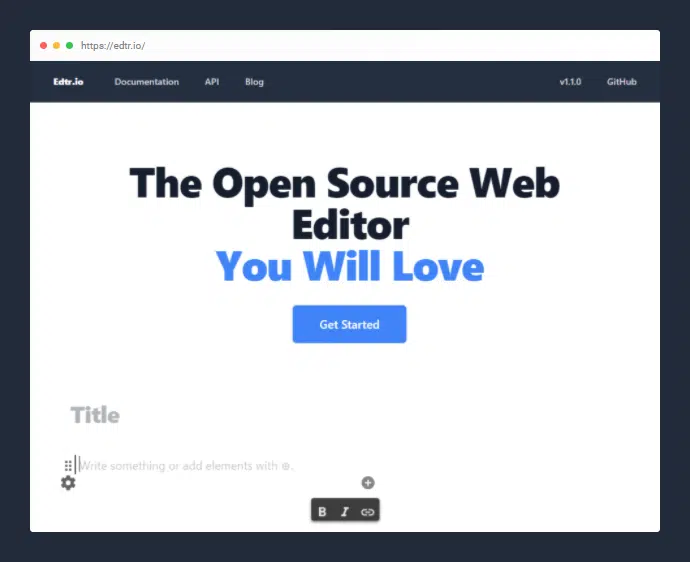 https://edtr.io/
Edtr.io Documentation API Blog v1.1.0 GitHub
The Open Source Web
Editor
You Will Love
Get Started
Title
Write something or add elements with ⊕.
B I